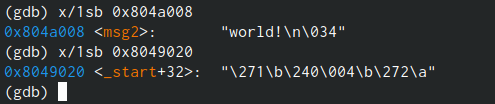 (gdb) x/1sb 0x804a008
0x804a008 <msg2>:       "world!\n\034"
(gdb) x/1sb 0x8049020
0x8049020 <_start+32>:  "\271\b\240\004\b\272\a"
(gdb)